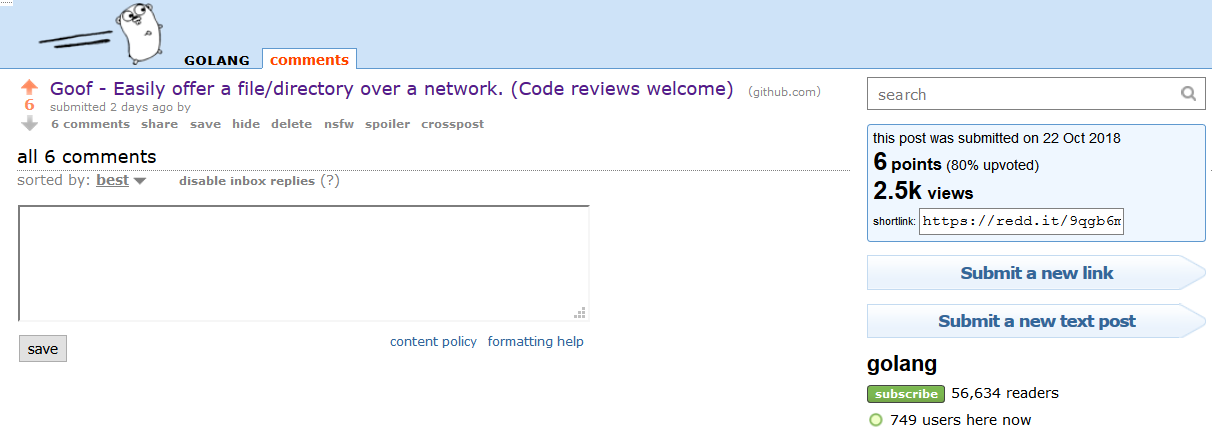 GOLANG comments
Goof - Easily offer a file/directory over a network. (Code reviews welcome) (github.com)
6
submitted 2 days ago by
6 comments share save hide delete nsfw spoiler crosspost
all 6 comments
sorted by: best disable inbox replies (?)
save
content policy formatting help
search
this post was submitted on 22 Oct 2018
6 points (80% upvoted)
2.5k views
shortlink: https://redd.it/9qgb6
Submit a new link
Submit a new text post
golang
subscribe 56,634 readers
749 users here now